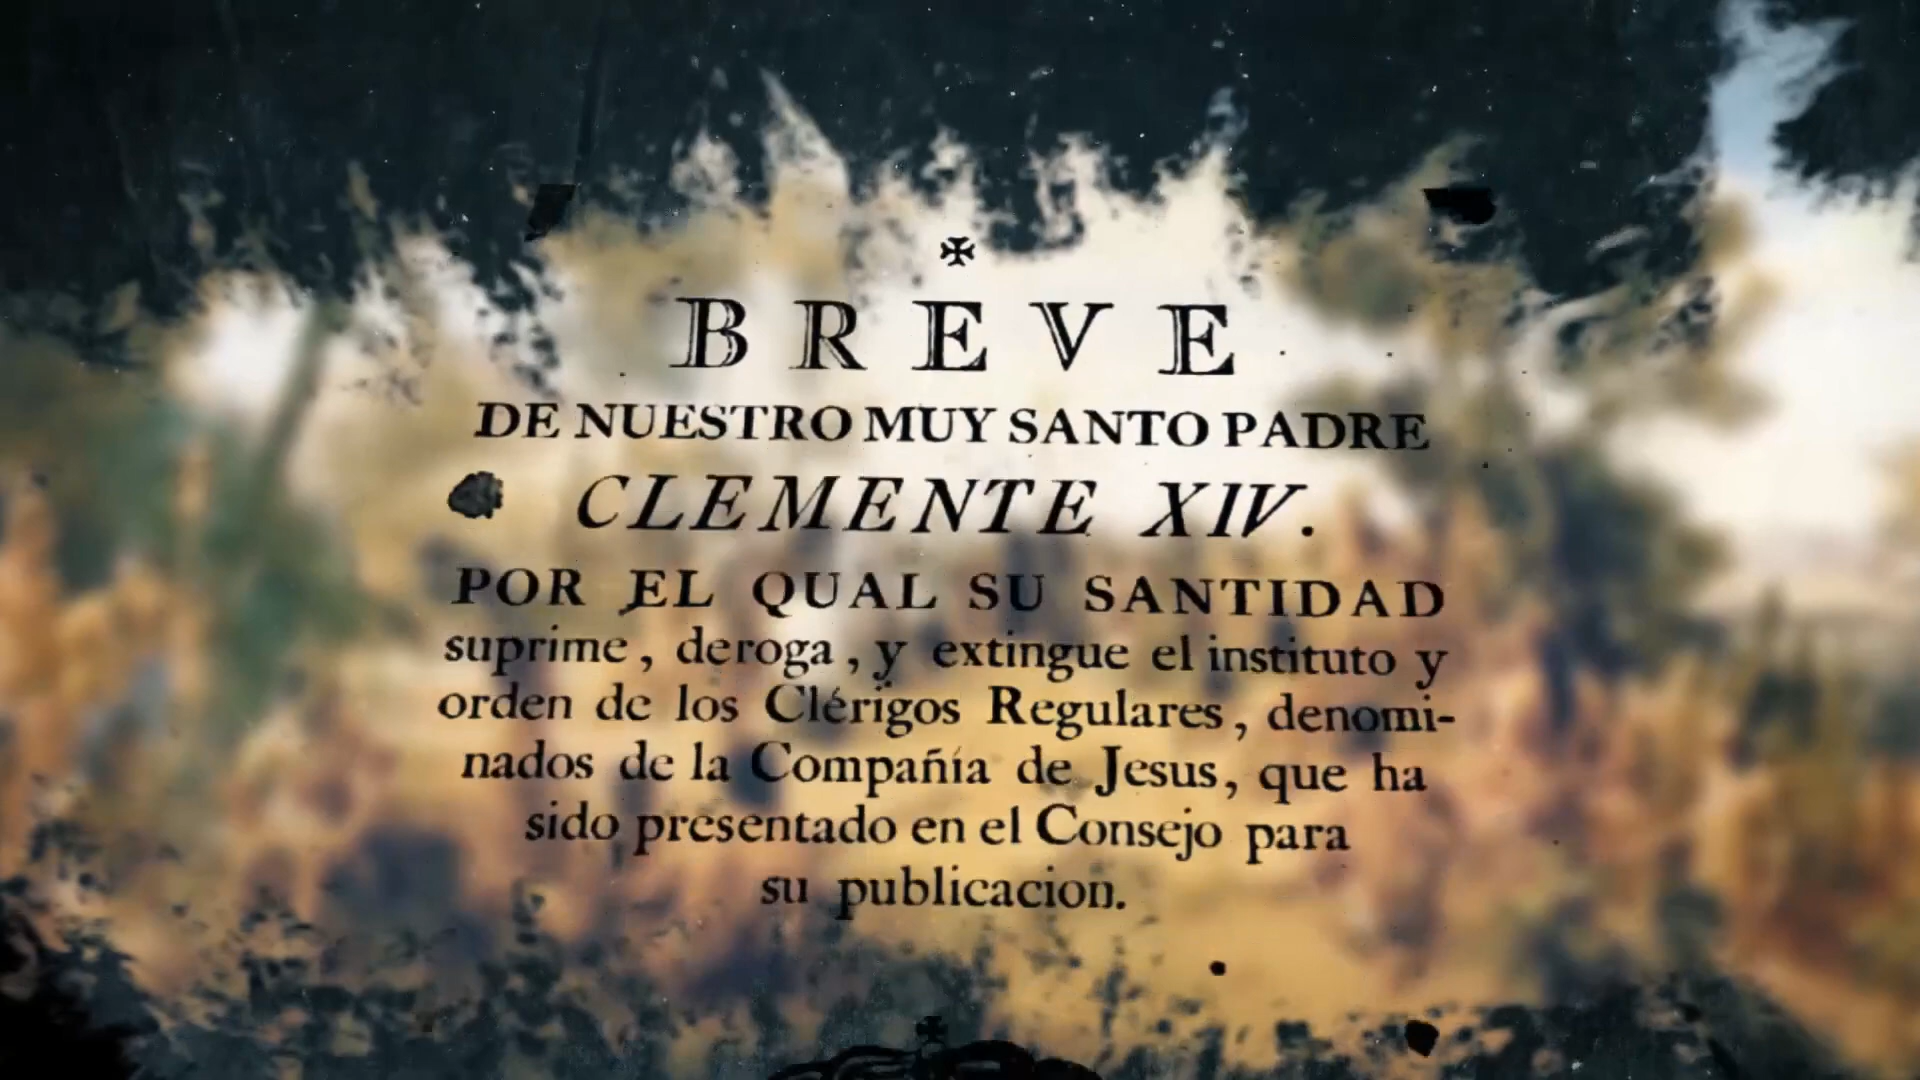 ✠
BREVE
DE NUESTRO MUY SANTO PADRE
CLEMENTE XIV.
POR EL QUAL SU SANTIDAD
suprime, deroga, y extingue el instituto y
orden de los Clérigos Regulares, denomi-
nados de la Compañía de Jesus, que ha
sido presentado en el Consejo para
su publicacion.